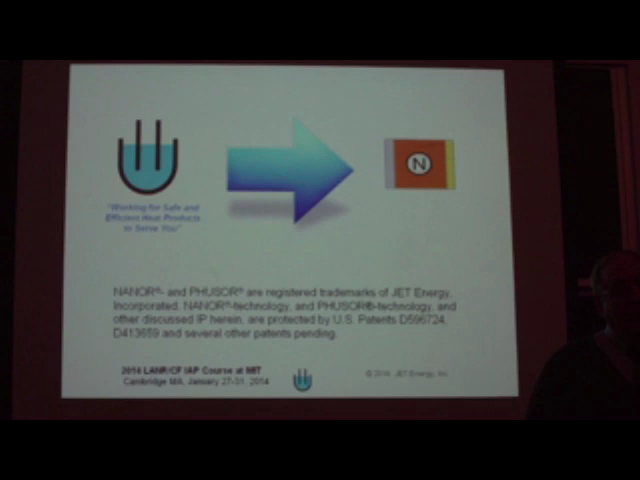 "Working for Safe and
Efficient Heat Products
to Serve You"
N
NANOR®- and PHUSOR® are registered trademarks of JET Energy,
Incorporated. NANOR®-technology, and PHUSOR®-technology, and
other discussed IP herein, are protected by U.S. Patents D596724,
D413659 and several other patents pending.
2014 LANR/CF IAP Course at MIT
Cambridge MA, January 27-31, 2014
© 2014, JET Energy, Inc.